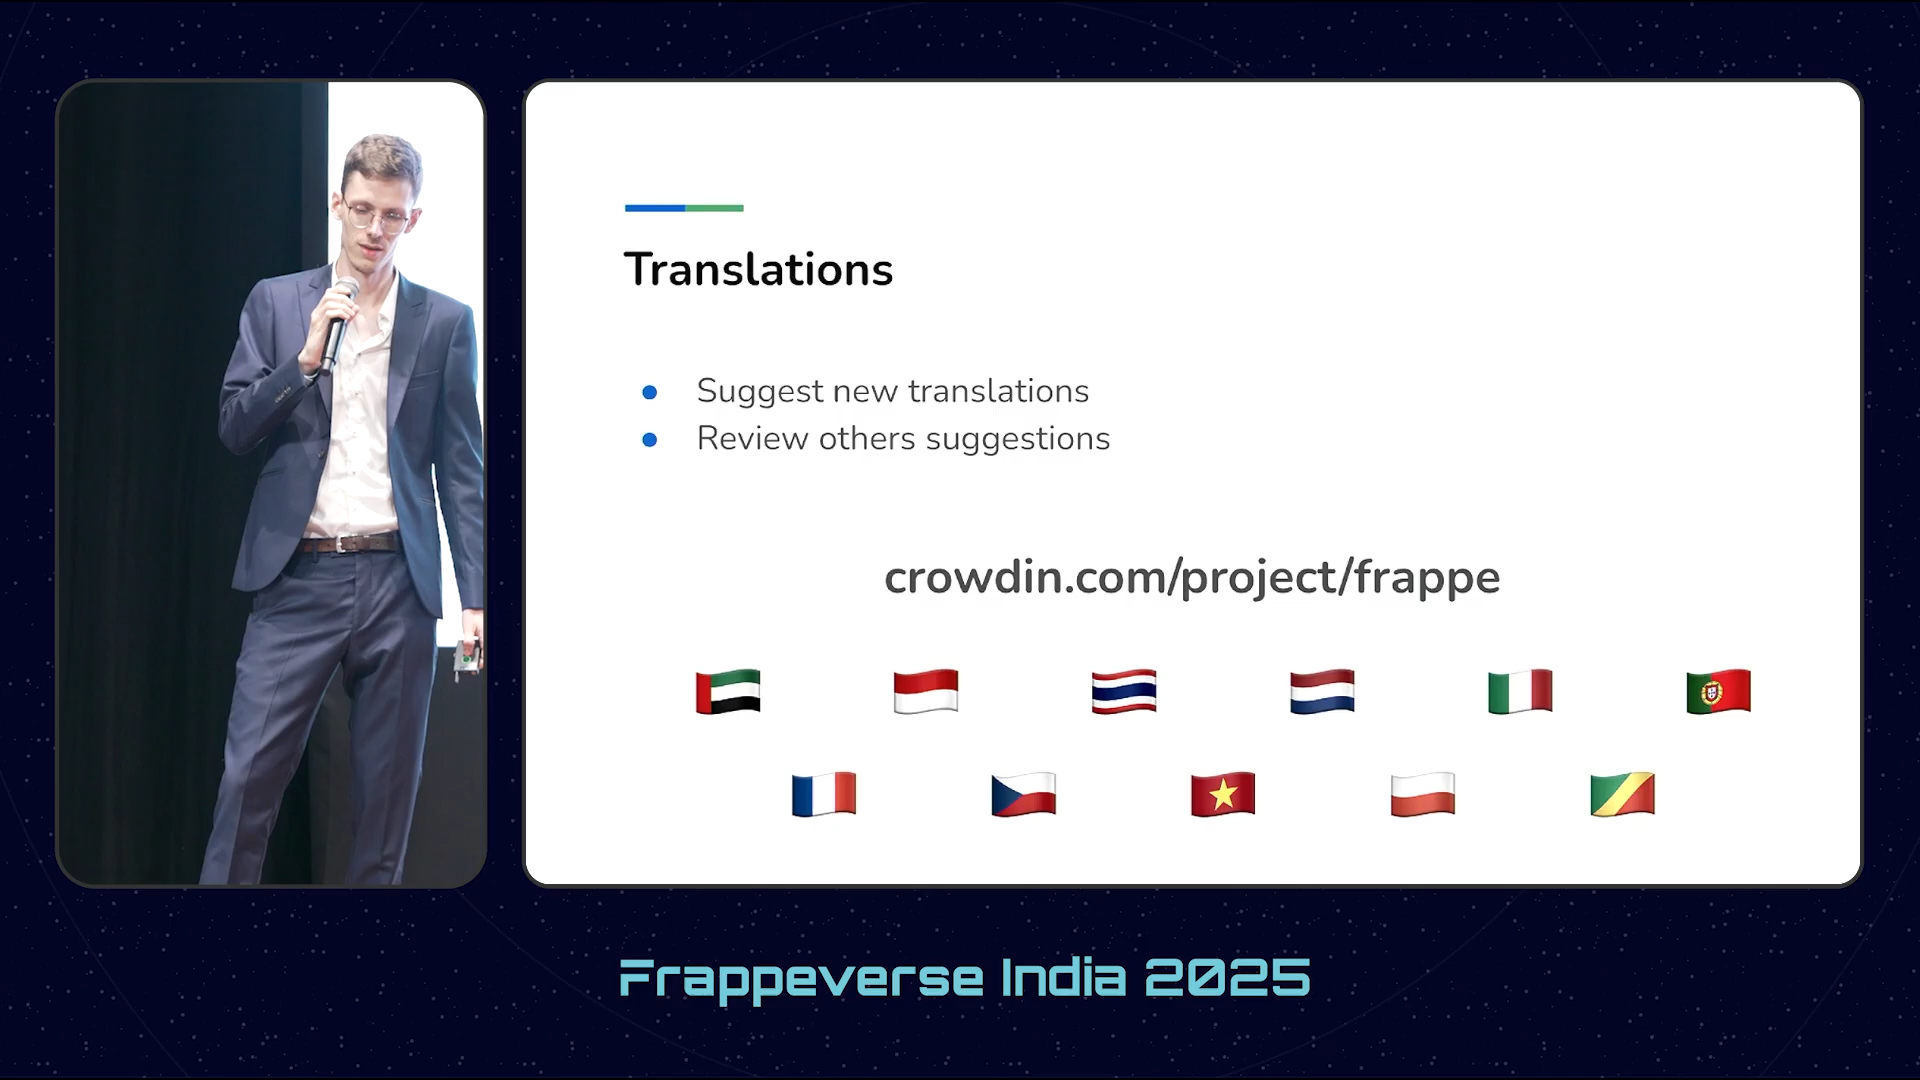 Translations
Suggest new translations
Review others suggestions
crowdin.com/project/frappe
Frappeverse India 2025